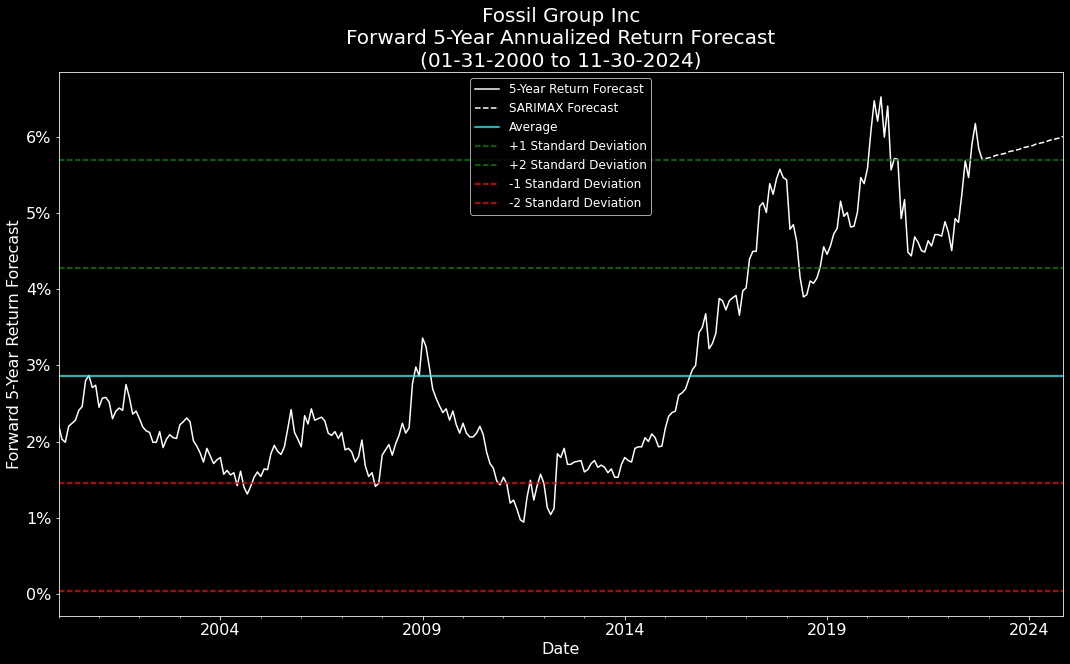 Fossil Group Inc
Forward 5-Year Annualized Return Forecast
(01-31-2000 to 11-30-2024)
5-Year Return Forecast
SARIMAX Forecast
Average
+1 Standard Deviation
+2 Standard Deviation
-1 Standard Deviation
-2 Standard Deviation
Forward 5-Year Return Forecast
6%
5%
4%
3%
2%
1%
0%
2004
2009
2014
2019
2024
Date